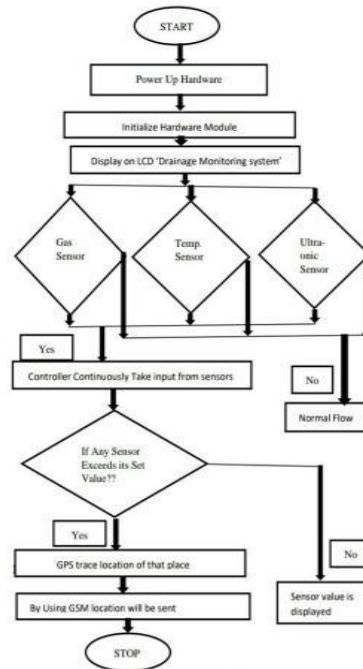 START
Power Up Hardware
Initialize Hardware Module
Display on LCD 'Drainage Monitoring system'
Gas
Sensor
Temp.
Sensor
Ultra-
onic
Sensor
Yes
No
Controller Continuously Take input from sensors
Normal Flow
If Any Sensor
Exceeds its Set
Value??
Yes
No
GPS trace location of that place
Sensor value is
displayed
By Using GSM location will be sent
STOP